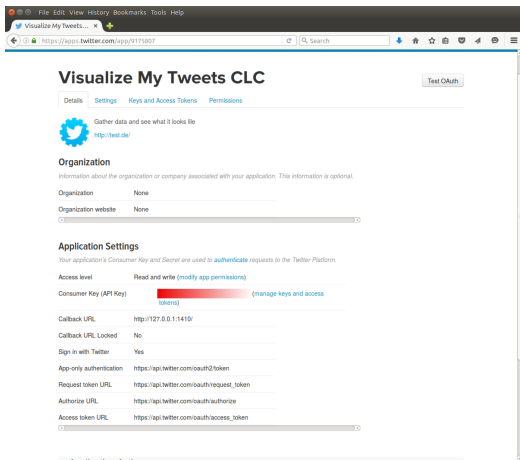 File Edit View History Bookmarks Tools Help
Visualize My Tweets...
https://apps.twitter.com/app/9175807
Search
Visualize My Tweets CLC
Test OAuth
Details Settings Keys and Access Tokens Permissions
Gather data and see what it looks like
http://test.de/
Organization
Information about the organization or company associated with your application. This information is optional.
Organization None
Organization website None
Application Settings
Your application's Consumer Key and Secret are used to authenticate requests to the Twitter Platform.
Access level Read and write (modify app permissions)
Consumer Key (API Key) (manage keys and access
tokens)
Callback URL http://127.0.0.1:1410/
Callback URL Locked No
Sign in with Twitter Yes
App-only authentication https://api.twitter.com/oauth2/token
Request token URL https://api.twitter.com/oauth/request_token
Authorize URL https://api.twitter.com/oauth/authorize
Access token URL https://api.twitter.com/oauth/access_token